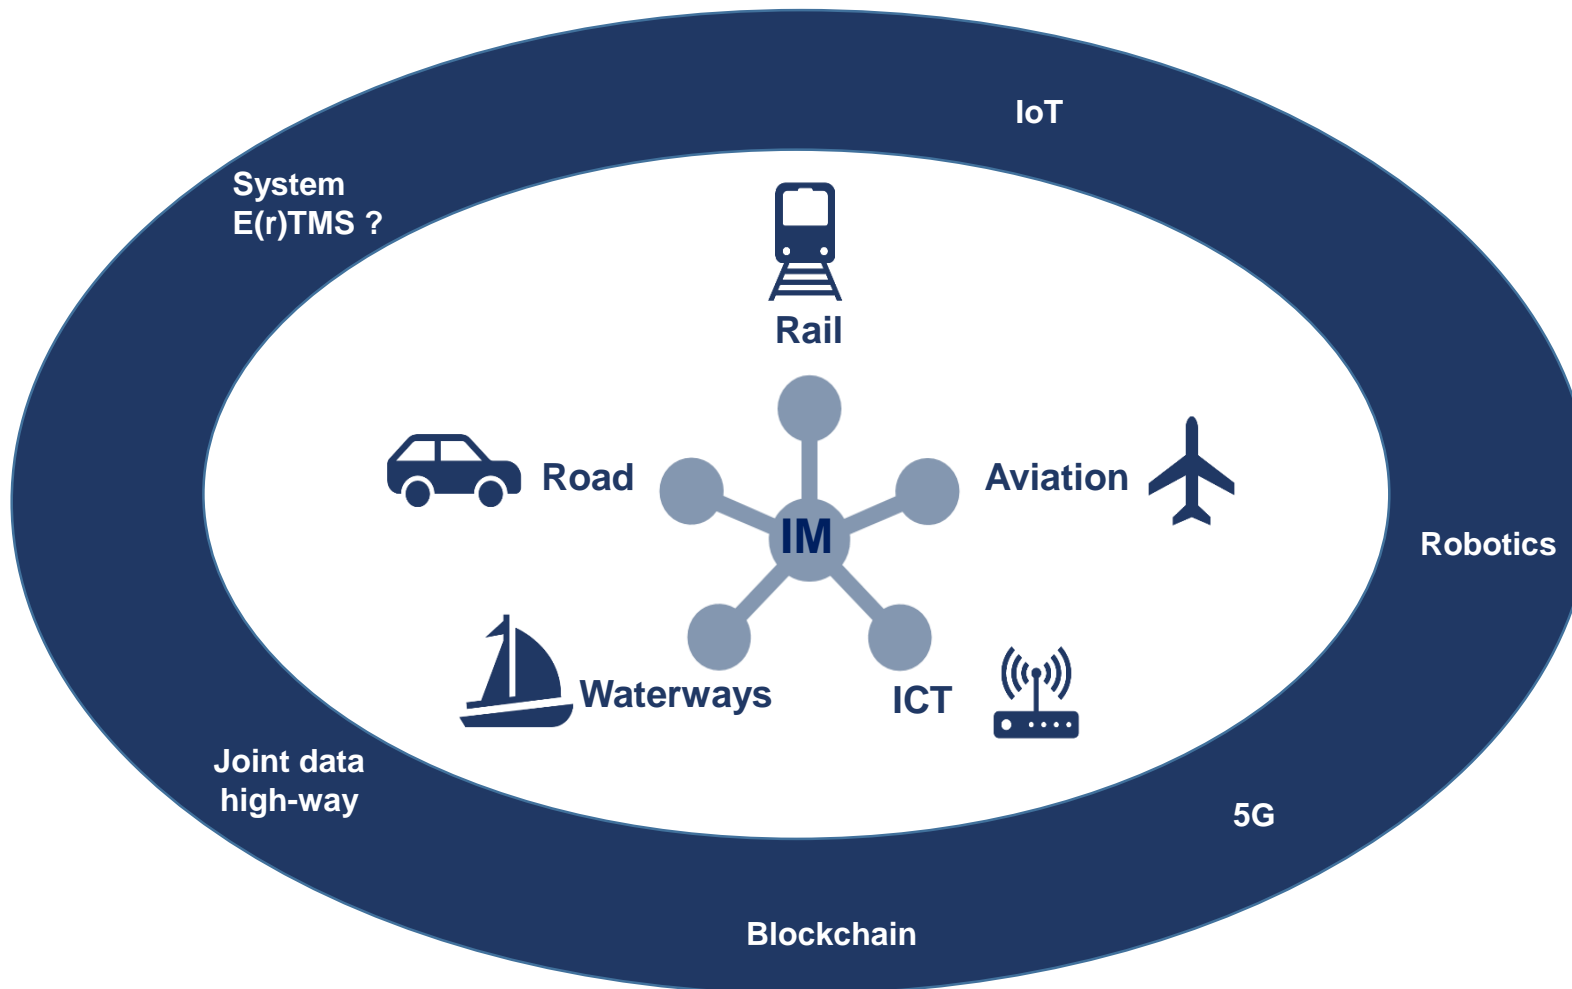 IoT
System
E(r)TMS ?
Rail
Road
Aviation
IM
Robotics
Waterways
ICT
Joint data
high-way
5G
Blockchain